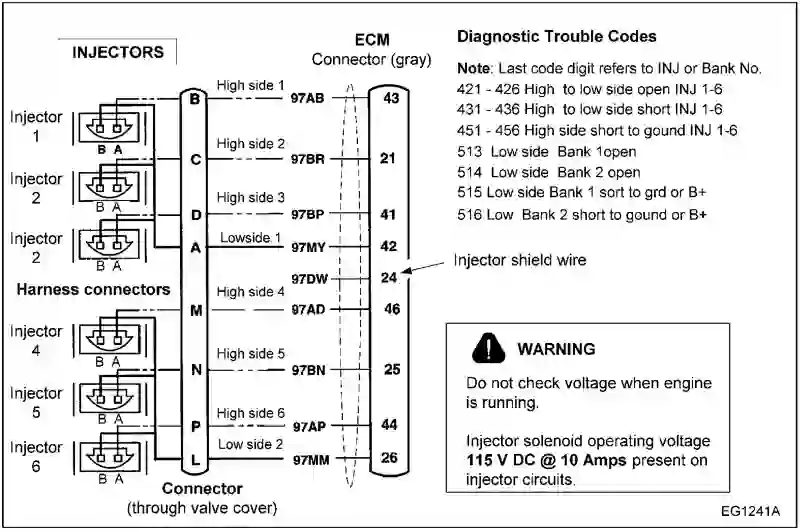 INJECTORS
ECM
Connector (gray)
Diagnostic Trouble Codes
Note: Last code digit refers to INJ or Bank No.
421 - 426 High to low side open INJ 1-6
431 - 436 High to low side short INJ 1-6
451 - 456 High side short to gound INJ 1-6
513 Low side Bank 1open
514 Low side Bank 2 open
515 Low side Bank 1 sort to grd or B+
516 Low Bank 2 short to gound or B+
Injector
1
B A
B
High side 1
97AB
43
Injector
2
B A
C
High side 2
97BR
21
Injector
2
B A
D
High side 3
97BP
41
A
Lowside 1
97MY
42
97DW
24
Injector shield wire
Harness connectors
Injector
4
B A
M
High side 4
97AD
46
Injector
5
B A
N
High side 5
97BN
25
Injector
6
B A
P
High side 6
97AP
44
L
Low side 2
97MM
26
Connector
(through valve cover)
WARNING
Do not check voltage when engine
is running.
Injector solenoid operating voltage
115 V DC @ 10 Amps present on
injector circuits.
EG1241A